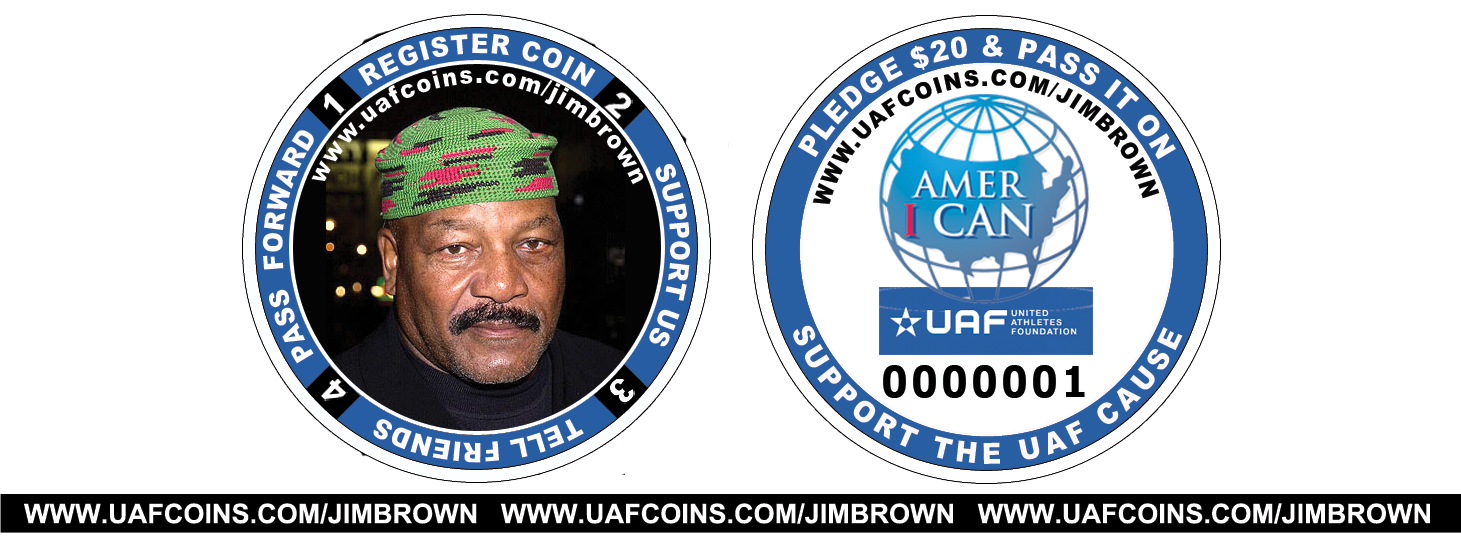 REGISTER COIN
www.uafcoins.com/jimbrown
1
2
SUPPORT US
3
TELL FRIENDS
4
PASS FORWARD
PLEDGE $20 & PASS IT ON
WWW.UAFCOINS.COM/JIMBROWN
AMER
I CAN
UAF
UNITED
ATHLETES
FOUNDATION
0000001
SUPPORT THE UAF CAUSE
WWW.UAFCOINS.COM/JIMBROWN WWW.UAFCOINS.COM/JIMBROWN WWW.UAFCOINS.COM/JIMBROWN